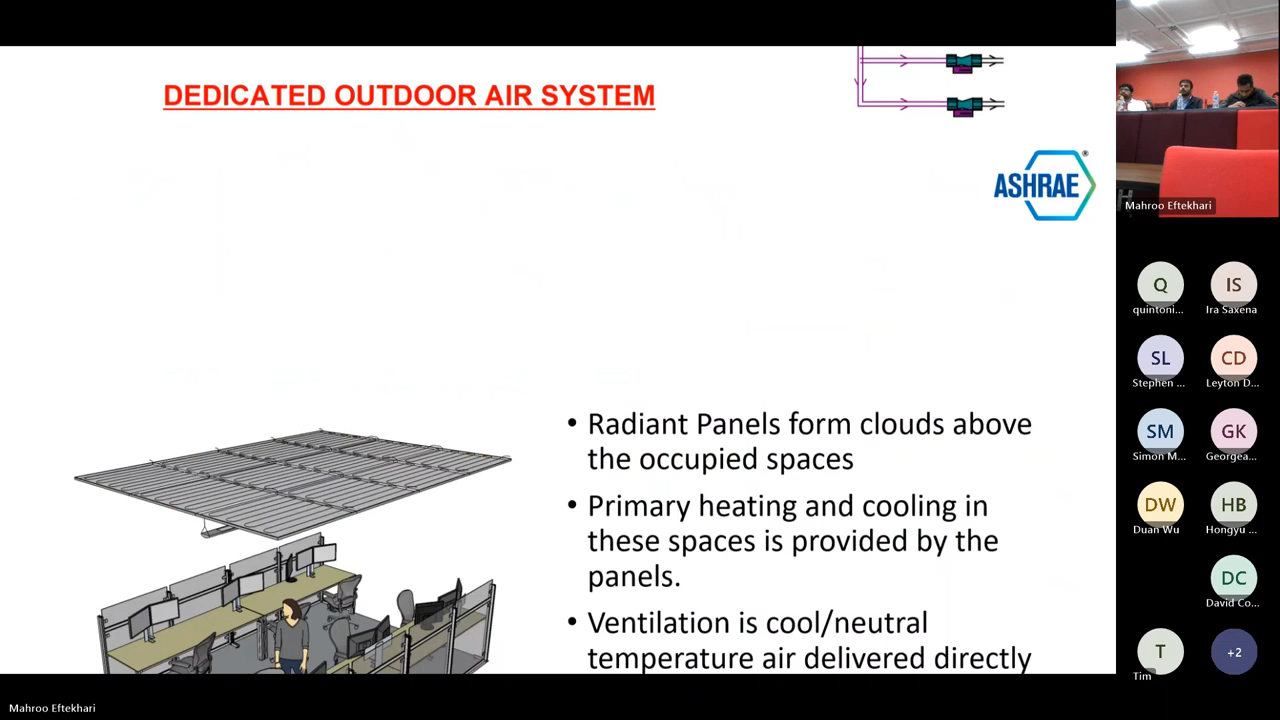 DEDICATED OUTDOOR AIR SYSTEM
ASHRAE®
• Radiant Panels form clouds above
the occupied spaces
• Primary heating and cooling in
these spaces is provided by the
panels.
• Ventilation is cool/neutral
temperature air delivered directly
Mahroo Eftekhari
Q
quintoni...
IS
Ira Saxena
SL
Stephen ...
CD
Leyton D...
SM
Simon M...
GK
Georgea...
DW
Duan Wu
HB
Hongyu ...
DC
David Co...
T
Tim
+2
Mahroo Eftekhari